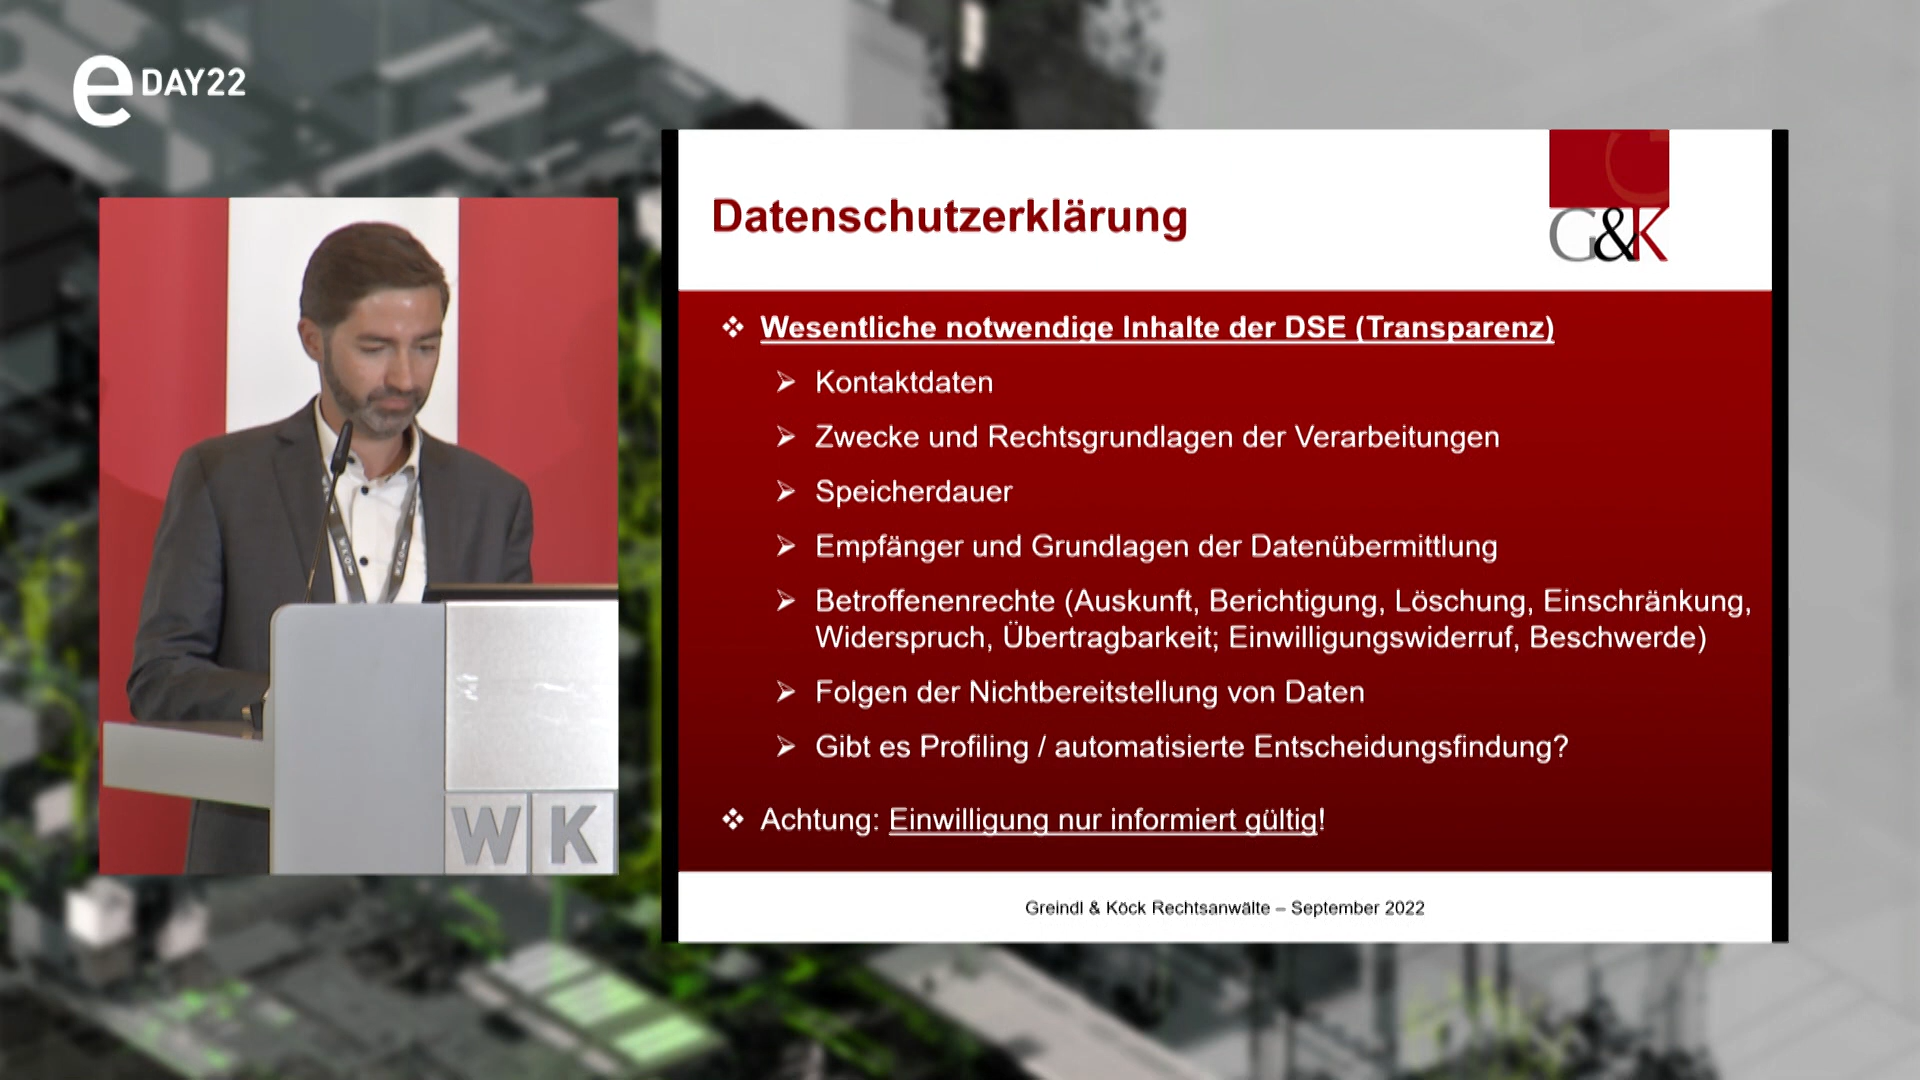 e DAY22
Datenschutzerklärung
G&K
Wesentliche notwendige Inhalte der DSE (Transparenz)
Kontaktdaten
Zwecke und Rechtsgrundlagen der Verarbeitungen
Speicherdauer
Empfänger und Grundlagen der Datenübermittlung
Betroffenenrechte (Auskunft, Berichtigung, Löschung, Einschränkung,
Widerspruch, Übertragbarkeit; Einwilligungswiderruf, Beschwerde)
Folgen der Nichtbereitstellung von Daten
Gibt es Profiling / automatisierte Entscheidungsfindung?
Achtung: Einwilligung nur informiert gültig!
Greindl & Köck Rechtsanwälte – September 2022
WK